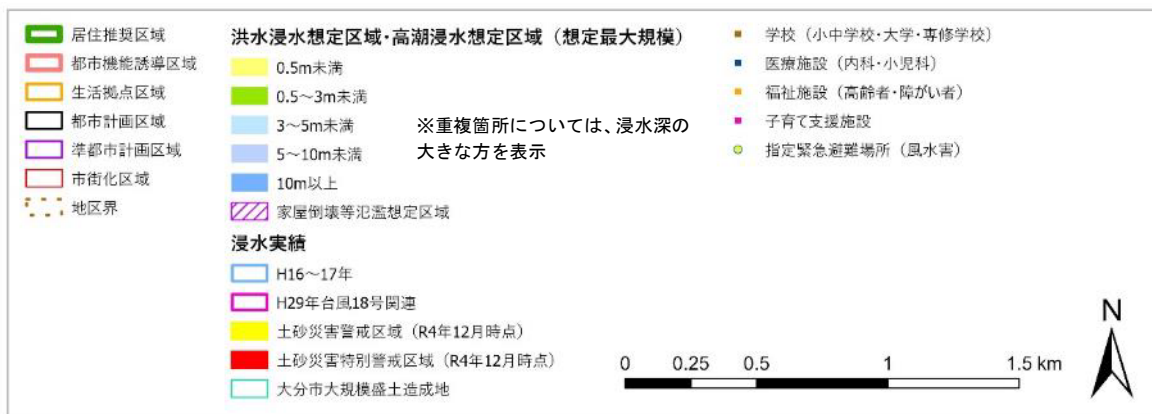 居住推奨区域
都市機能誘導区域
生活拠点区域
都市計画区域
準都市計画区域
市街化区域
地区界
洪水浸水想定区域・高潮浸水想定区域（想定最大規模）
0.5m未満
0.5～3m未満
3～5m未満
5～10m未満
10m以上
家屋倒壊等氾濫想定区域
※重複箇所については、浸水深の
大きな方を表示
浸水実績
H16～17年
H29年台風18号関連
土砂災害警戒区域（R4年12月時点）
土砂災害特別警戒区域（R4年12月時点）
大分市大規模盛土造成地
学校（小中学校・大学・専修学校）
医療施設（内科・小児科）
福祉施設（高齢者・障がい者）
子育て支援施設
指定緊急避難場所（風水害）
0 0.25 0.5 1 1.5 km
N